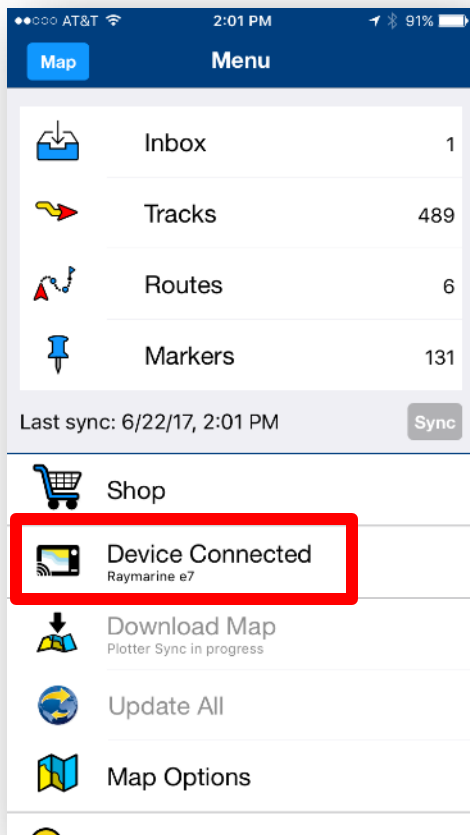 AT&T 2:01 PM 91%
Map Menu
Inbox 1
Tracks 489
Routes 6
Markers 131
Last sync: 6/22/17, 2:01 PM Sync
Shop
Device Connected
Raymarine e7
Download Map
Plotter Sync in progress
Update All
Map Options